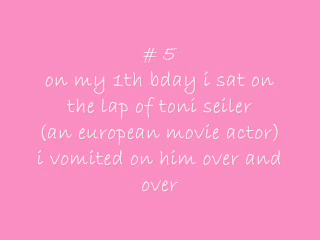 # 5
on my 1th bday i sat on
the lap of toni seiler
(an european movie actor)
i vomited on him over and
over